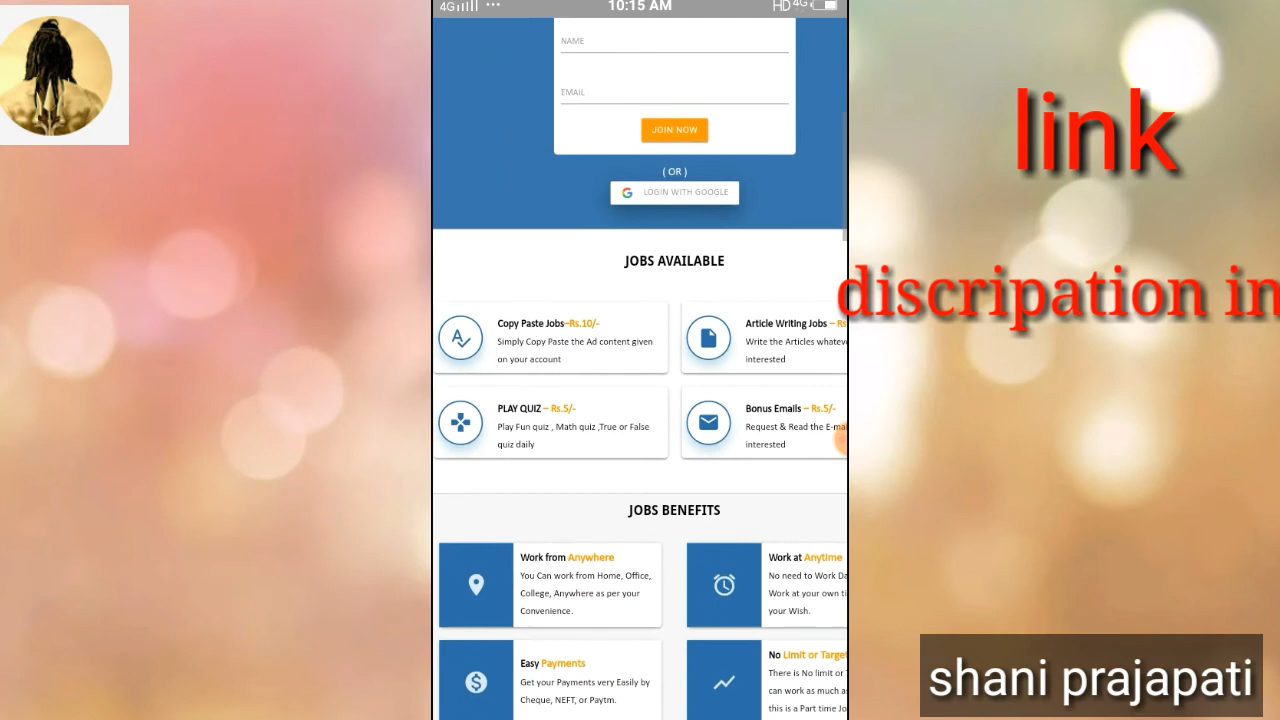 4G
10:15 AM
HD 4G
NAME
EMAIL
JOIN NOW
( OR )
LOGIN WITH GOOGLE
JOBS AVAILABLE
Copy Paste Jobs–Rs.10/-
Simply Copy Paste the Ad content given
on your account
Article Writing Jobs – Rs
Write the Articles
interested
PLAY QUIZ – Rs.5/-
Play Fun quiz , Math quiz ,True or False
quiz daily
Bonus Emails – Rs.5/-
Request & Read the
interested
JOBS BENEFITS
Work from Anywhere
You Can work from Home, Office,
College, Anywhere as per your
Convenience.
Work at Anytime
No need to Work
Work at your own
your Wish.
Easy Payments
Get your Payments very Easily by
Cheque, NEFT, or Paytm.
No Limit or Target
There is No limit or
can work as much as
this is a Part time
link
discripation in
shani prajapati